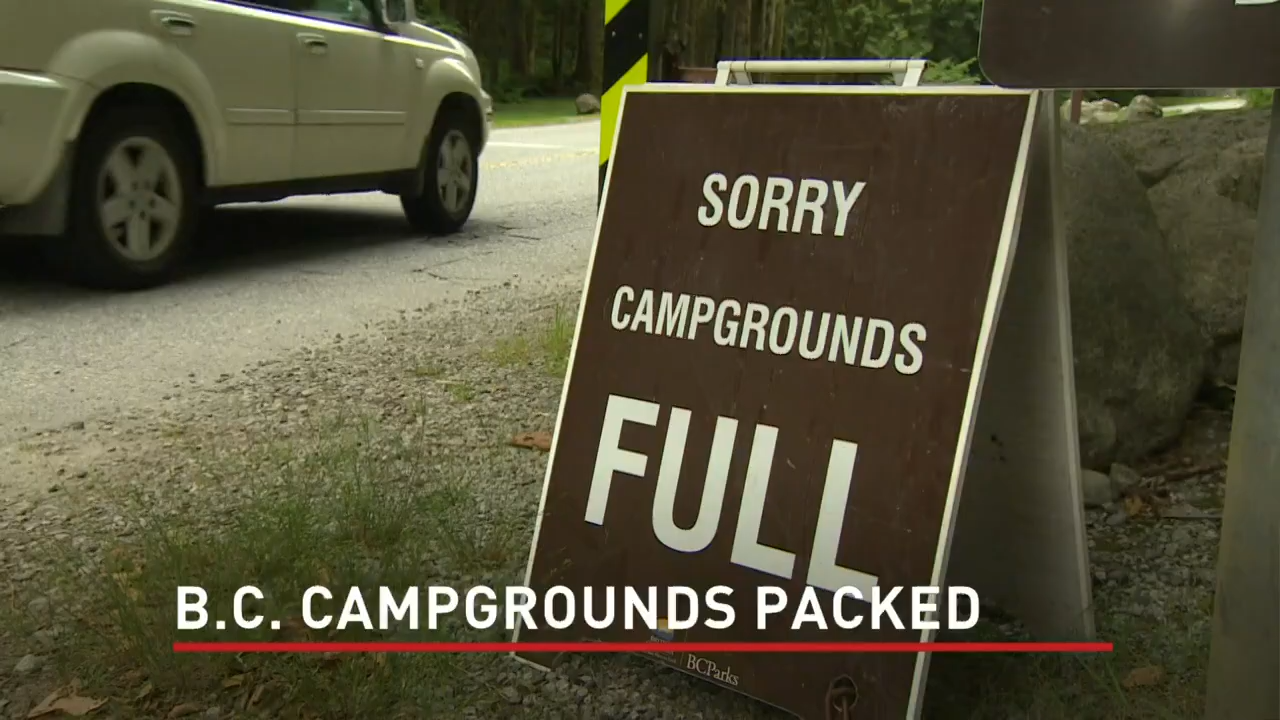 SORRY
CAMPGROUNDS
FULL
B.C. CAMPGROUNDS PACKED
BCParks